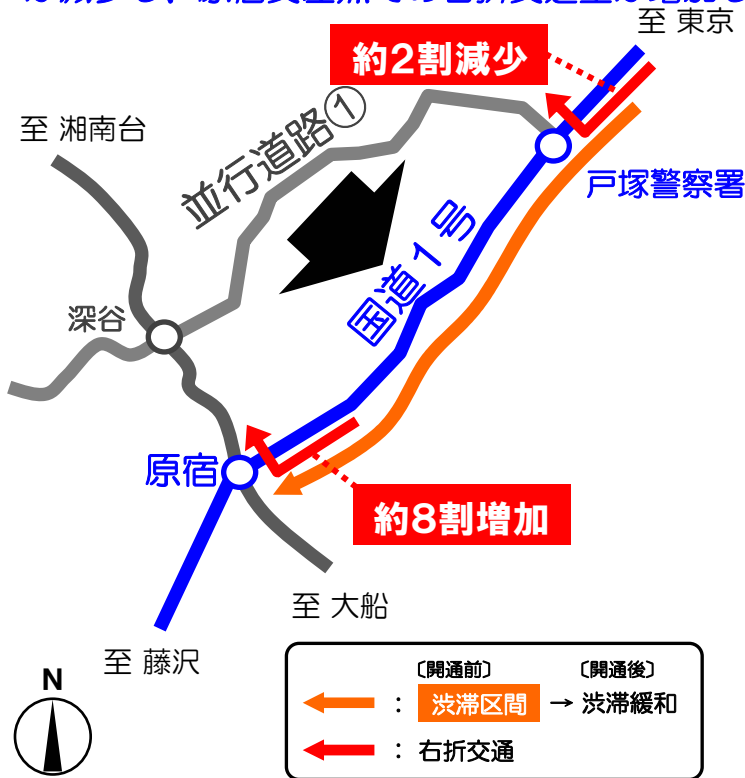 至 東京
約2割減少
並行道路①
至 湘南台
戸塚警察署
国道1号
深谷
原宿
約8割増加
至 大船
至 藤沢
N
〔開通前〕 〔開通後〕
： 渋滞区間 → 渋滞緩和
： 右折交通